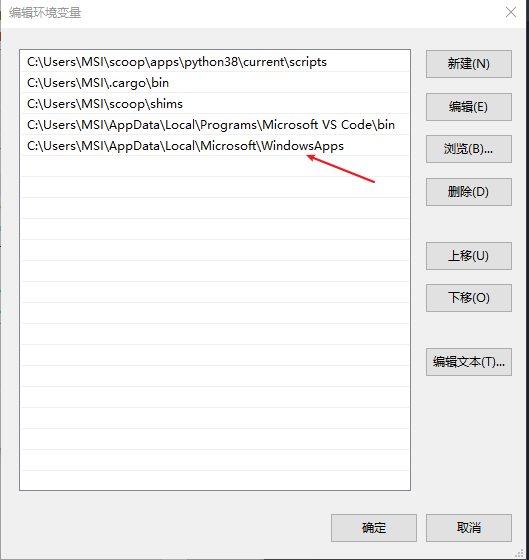 编辑环境变量
C:\Users\MSI\scoop\apps\python38\current\scripts
C:\Users\MSI\.cargo\bin
C:\Users\MSI\scoop\shims
C:\Users\MSI\AppData\Local\Programs\Microsoft VS Code\bin
C:\Users\MSI\AppData\Local\Microsoft\WindowsApps
新建(N)
编辑(E)
浏览(B)...
删除(D)
上移(U)
下移(O)
编辑文本(T)...
确定
取消